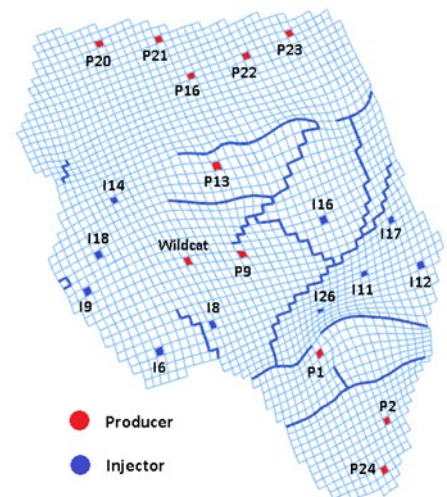 P20
P21
P16
P22
P23
P13
I14
I16
I17
I18
Wildcat
P9
I12
I11
I9
I8
I26
I6
P1
P2
P24
Producer
Injector